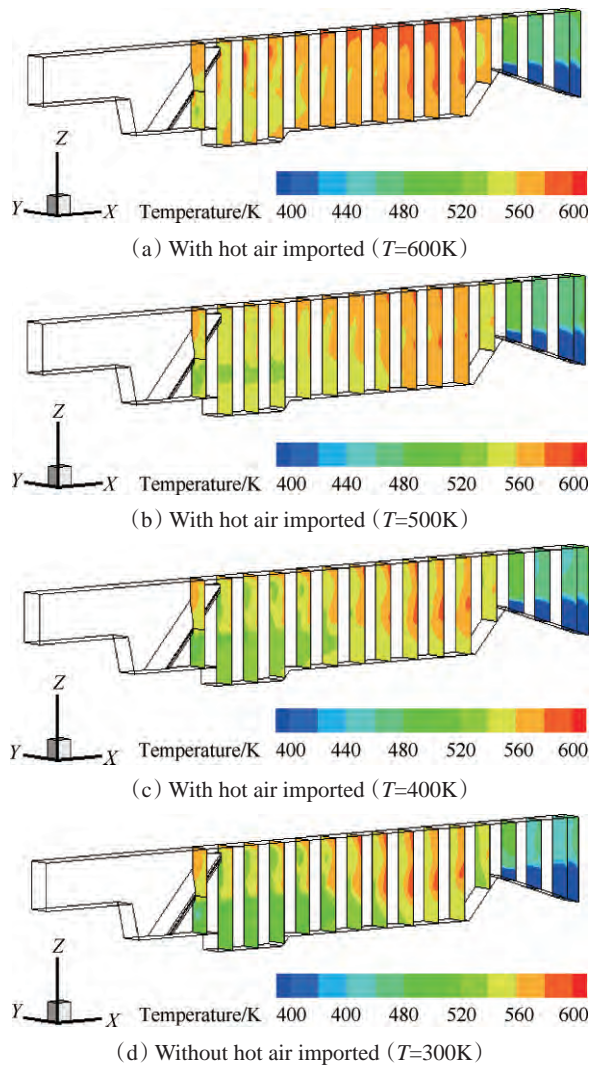 Z
Y X Temperature/K 400 440 480 520 560 600
(a) With hot air imported (T=600K)
Z
Y X Temperature/K 400 440 480 520 560 600
(b) With hot air imported (T=500K)
Z
Y X Temperature/K 400 440 480 520 560 600
(c) With hot air imported (T=400K)
Z
Y X Temperature/K 400 440 480 520 560 600
(d) Without hot air imported (T=300K)